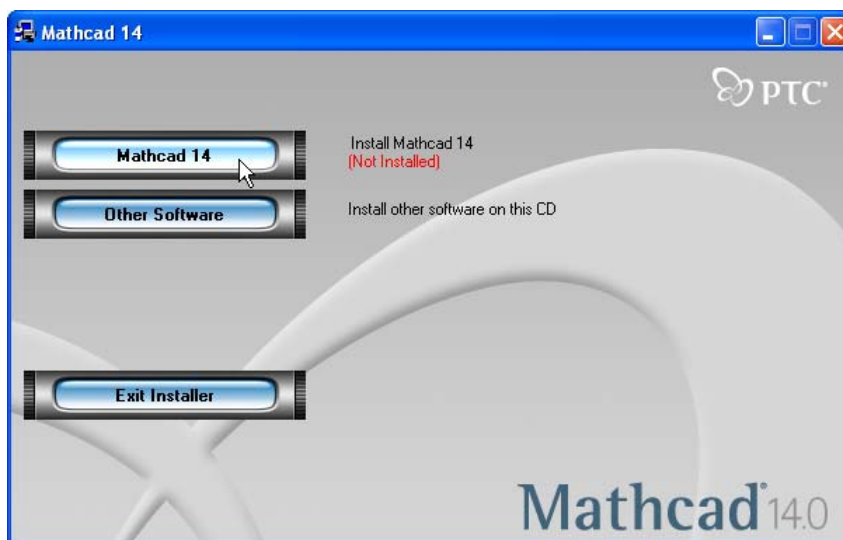 Mathcad 14
PTC®
Mathcad 14
Install Mathcad 14
(Not Installed)
Other Software
Install other software on this CD
Exit Installer
Mathcad® 14.0